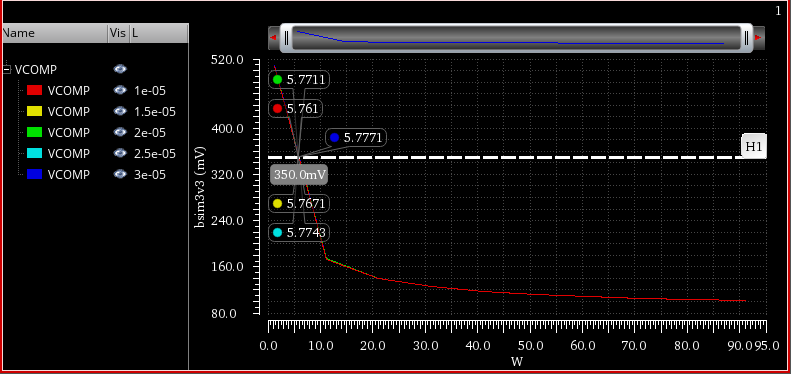 1
Name Vis L
VCOMP
VCOMP 1e-05
VCOMP 1.5e-05
VCOMP 2e-05
VCOMP 2.5e-05
VCOMP 3e-05
bsim3v3 (mV)
520.0
400.0
320.0
240.0
160.0
80.0
5.7711
5.761
5.7771
H1
350.0mV
5.7671
5.7743
0.0 10.0 20.0 30.0 40.0 50.0 60.0 70.0 80.0 90.0 95.0
W